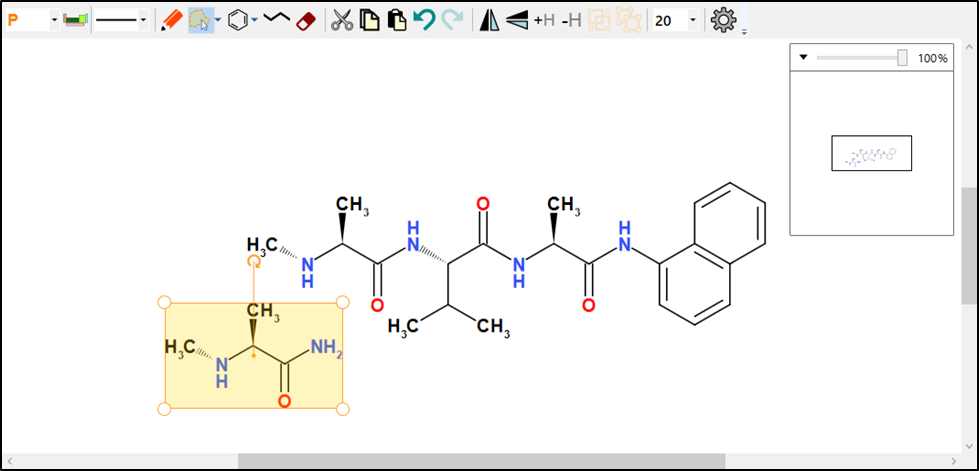 P +H -H 20
100%
CH3 O CH3
H3C H H
N N N
H O H O
H3C CH3
CH3
H3C NH2
N
H
O